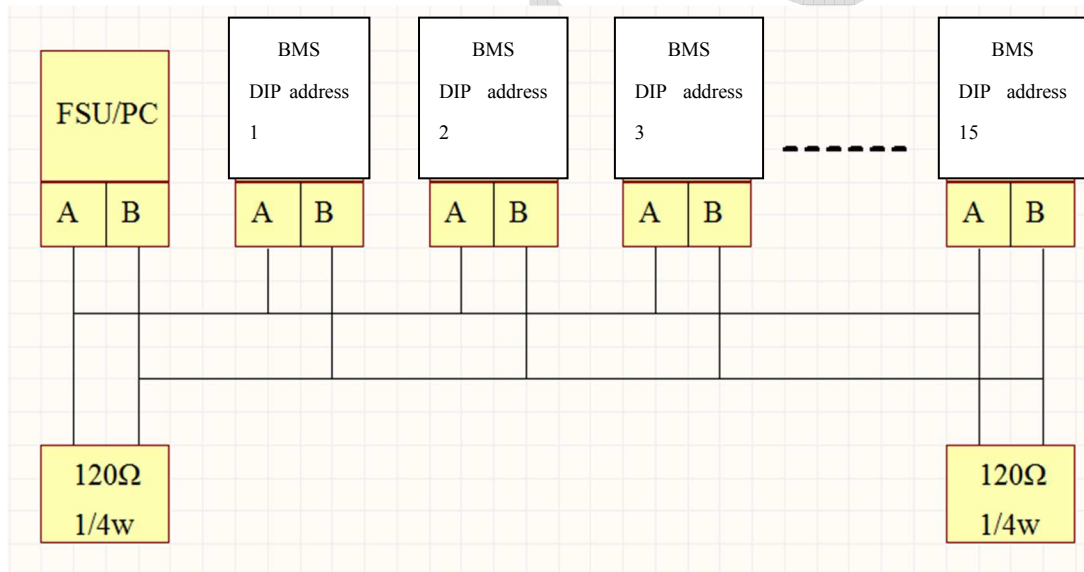 FSU/PC
A B
BMS
DIP address
1
A B
BMS
DIP address
2
A B
BMS
DIP address
3
A B
BMS
DIP address
15
A B
120Ω
1/4w
120Ω
1/4w